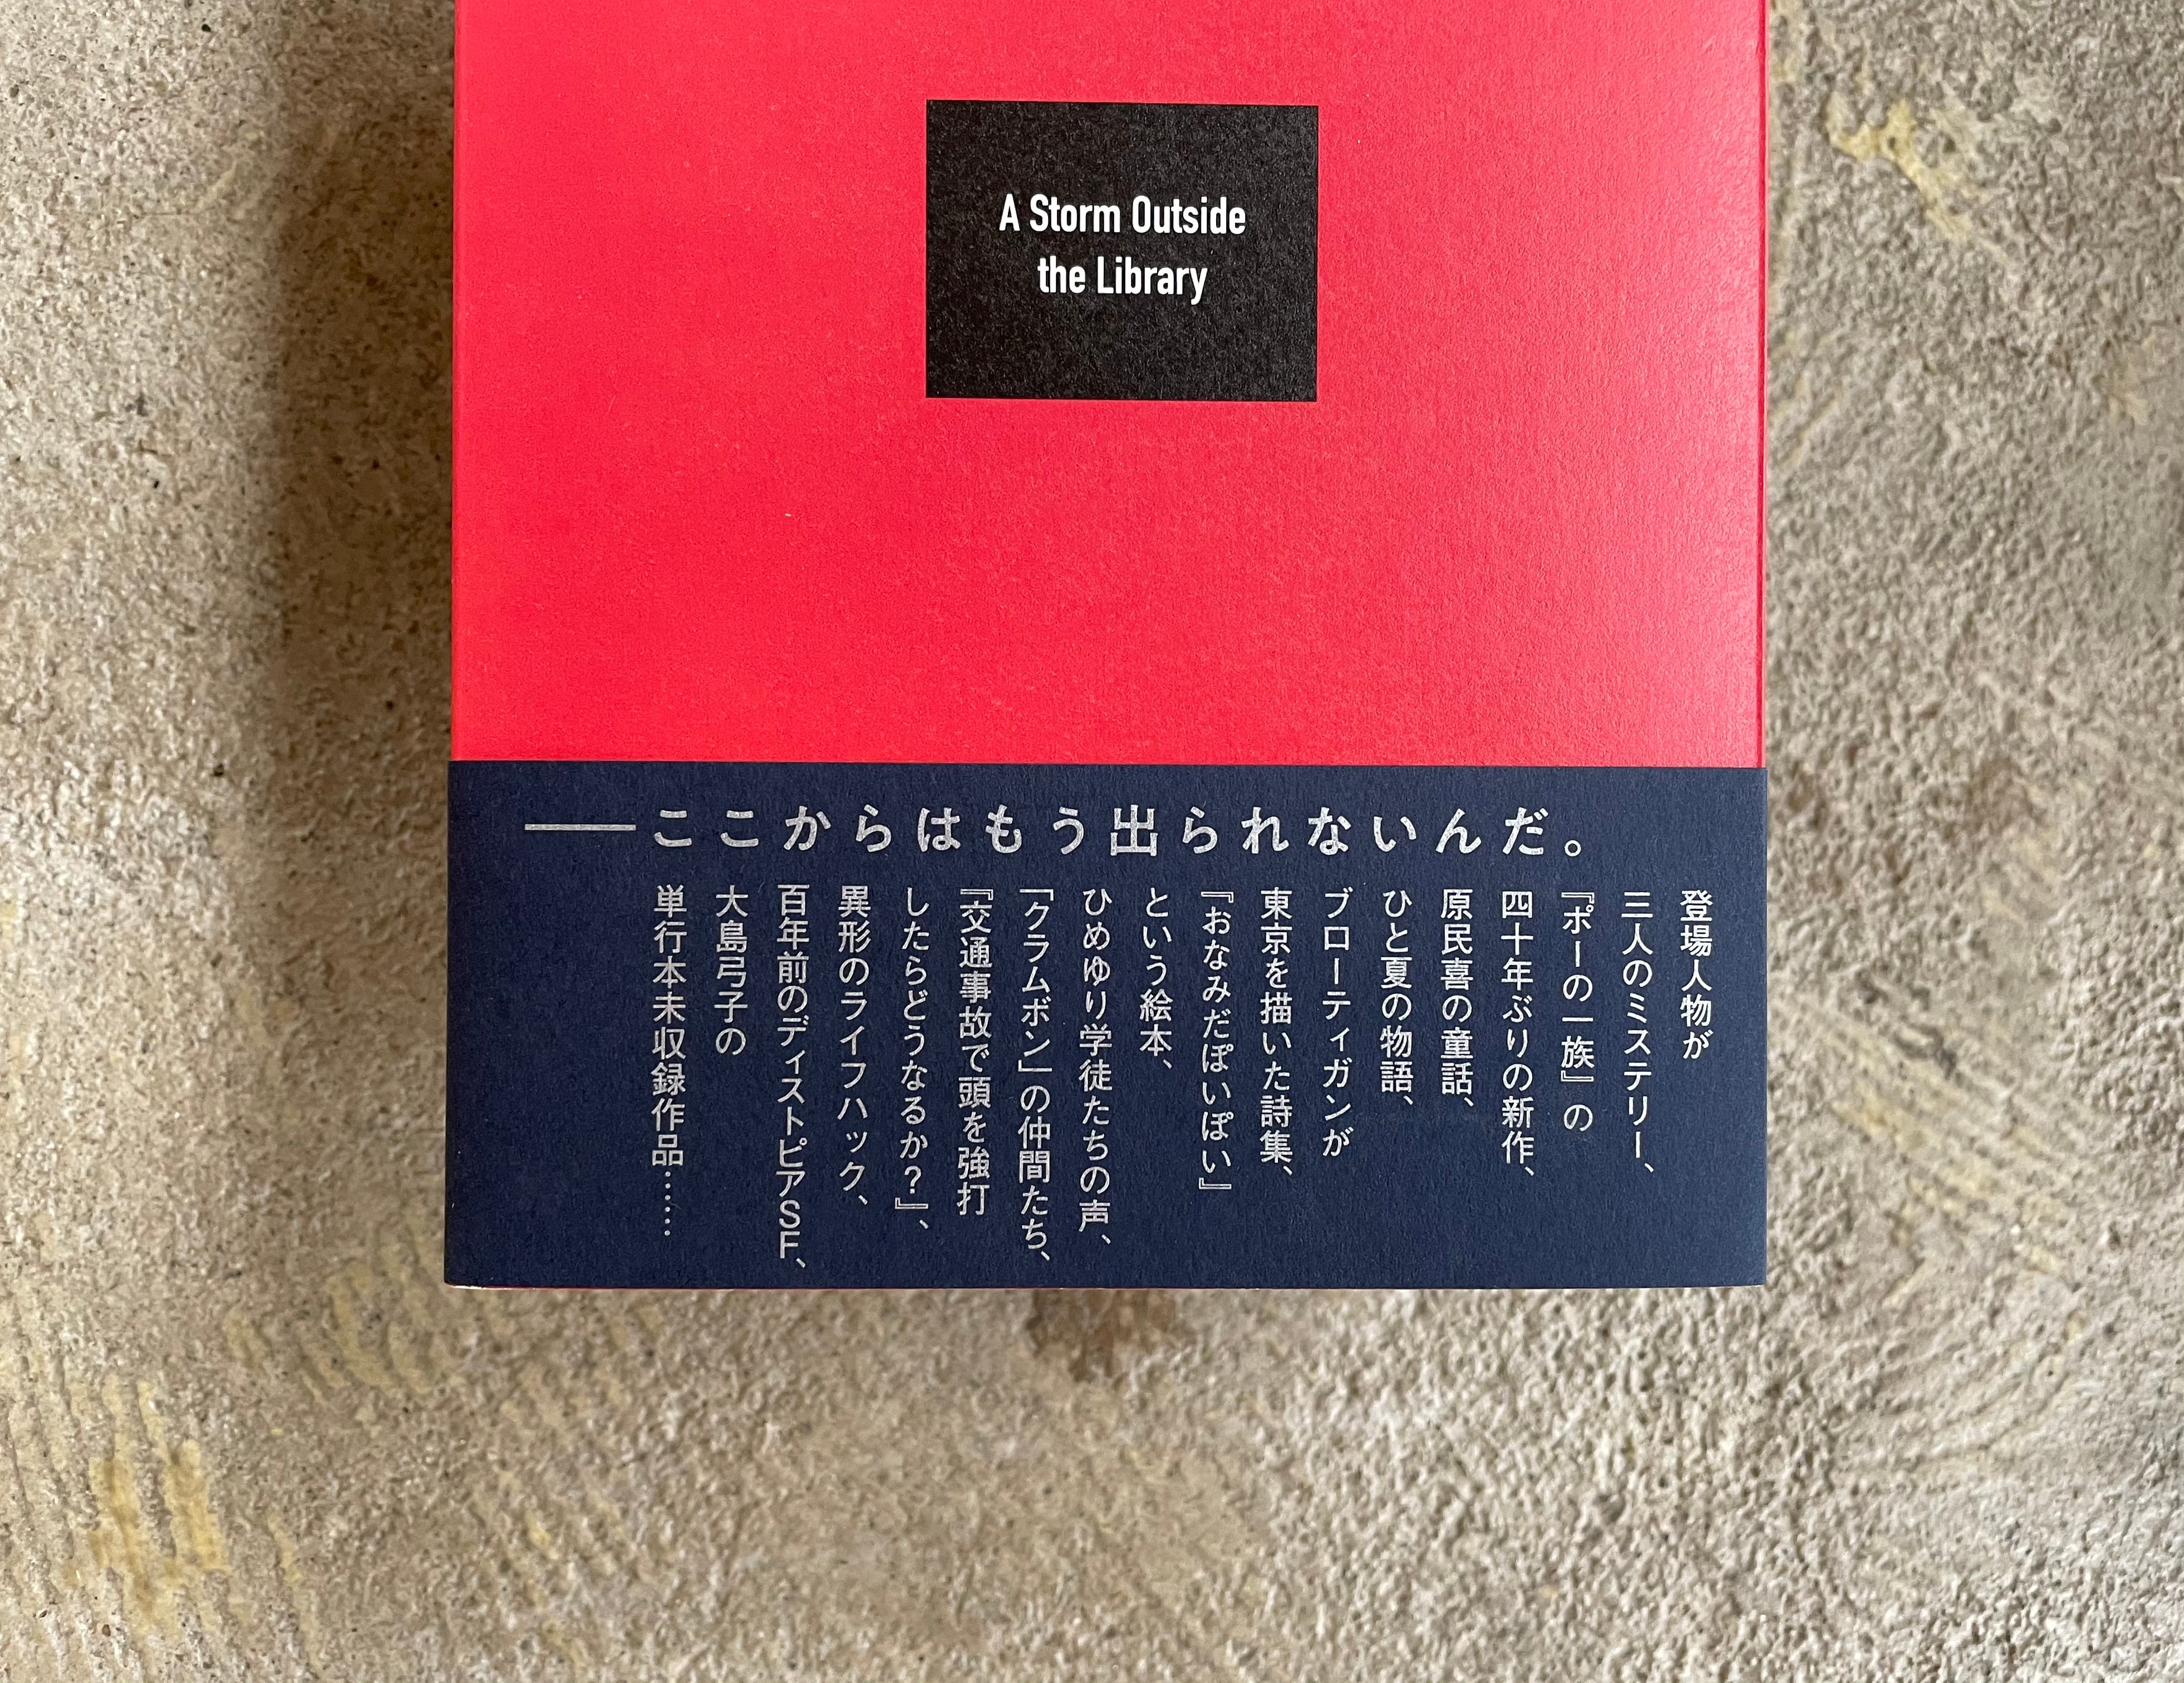 A Storm Outside
the Library
——ここからはもう出られないんだ。
登場人物が
三人のミステリー、
『ポーの一族』の
四十年ぶりの新作、
原民喜の童話、
ひと夏の物語、
ブローティガンが
東京を描いた詩集、
『おなみだぽいぽい』
という絵本、
ひめゆり学徒たちの声、
「クラムボン」の仲間たち、
『交通事故で頭を強打
したらどうなるか？』、
異形のライフハック、
百年前のディストピアSF、
大島弓子の
単行本未収録作品……